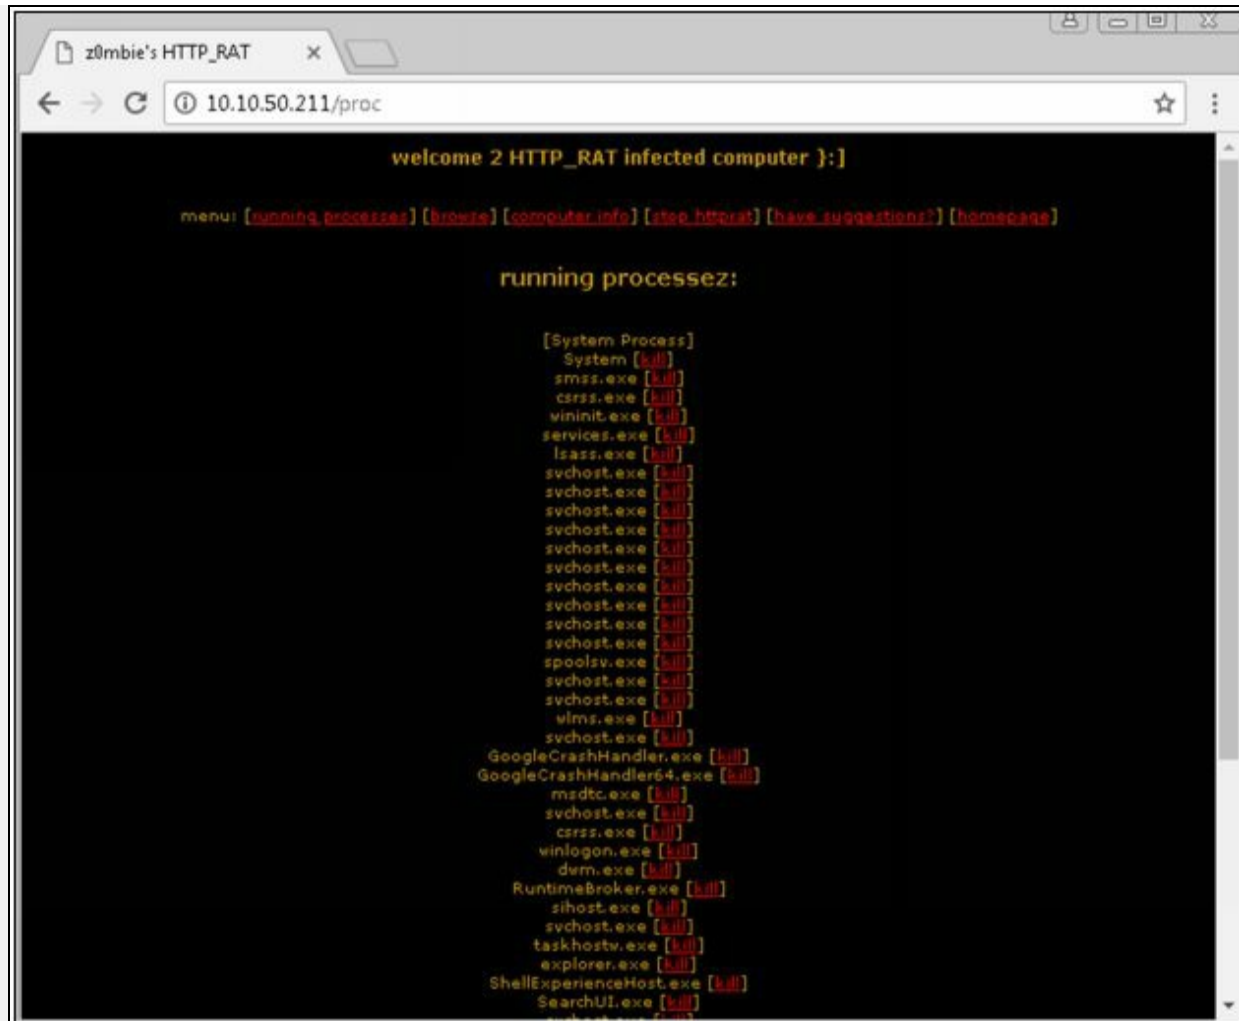 z0mbie's HTTP_RAT
10.10.50.211/proc
welcome 2 HTTP_RAT infected computer }:]
menu: [running processes] [browse] [computer info] [stop httprat] [have suggestions?] [homepage]
running processez:
[System Process]
System [kill]
smss.exe [kill]
csrss.exe [kill]
wininit.exe [kill]
services.exe [kill]
lsass.exe [kill]
svchost.exe [kill]
svchost.exe [kill]
svchost.exe [kill]
svchost.exe [kill]
svchost.exe [kill]
svchost.exe [kill]
svchost.exe [kill]
svchost.exe [kill]
svchost.exe [kill]
svchost.exe [kill]
spoolsv.exe [kill]
svchost.exe [kill]
svchost.exe [kill]
wlms.exe [kill]
svchost.exe [kill]
GoogleCrashHandler.exe [kill]
GoogleCrashHandler64.exe [kill]
msdtc.exe [kill]
svchost.exe [kill]
csrss.exe [kill]
winlogon.exe [kill]
dwm.exe [kill]
RuntimeBroker.exe [kill]
sihost.exe [kill]
svchost.exe [kill]
taskhostw.exe [kill]
explorer.exe [kill]
ShellExperienceHost.exe [kill]
SearchUI.exe [kill]